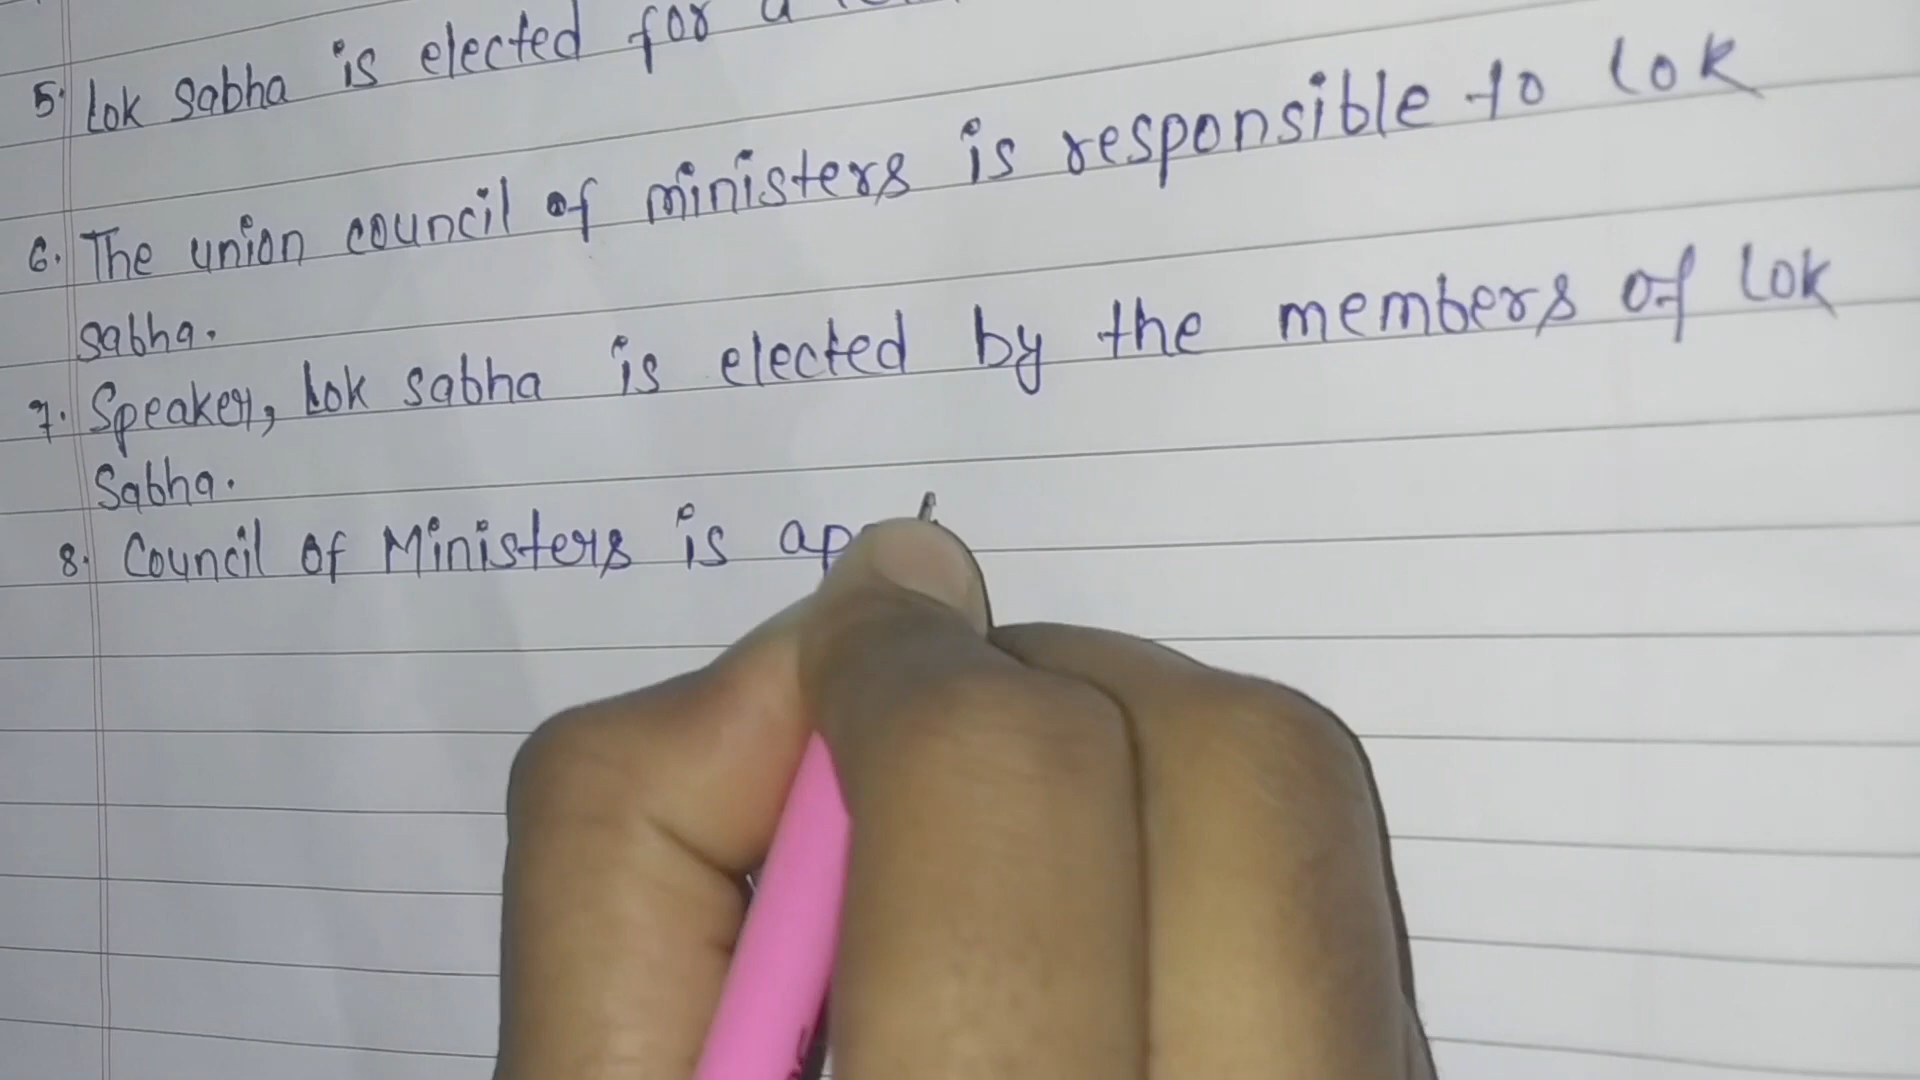 5. Lok Sabha is elected for a
6. The union council of ministers is responsible to Lok
sabha.
7. Speaker, Lok sabha is elected by the members of Lok
Sabha.
8. Council of Ministers is ap